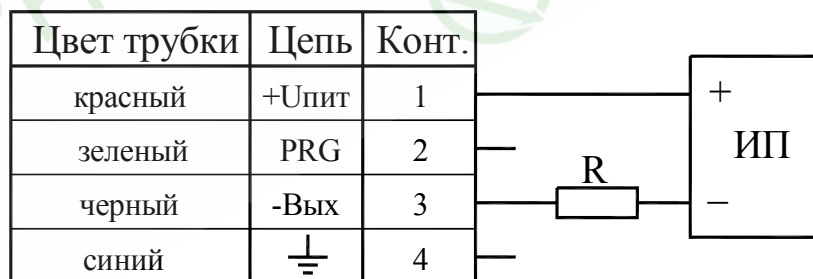 Цвет трубки Цепь Конт.
красный +Uпит 1 +
зеленый PRG 2 ИП
R
черный -Вых 3 –
синий 4